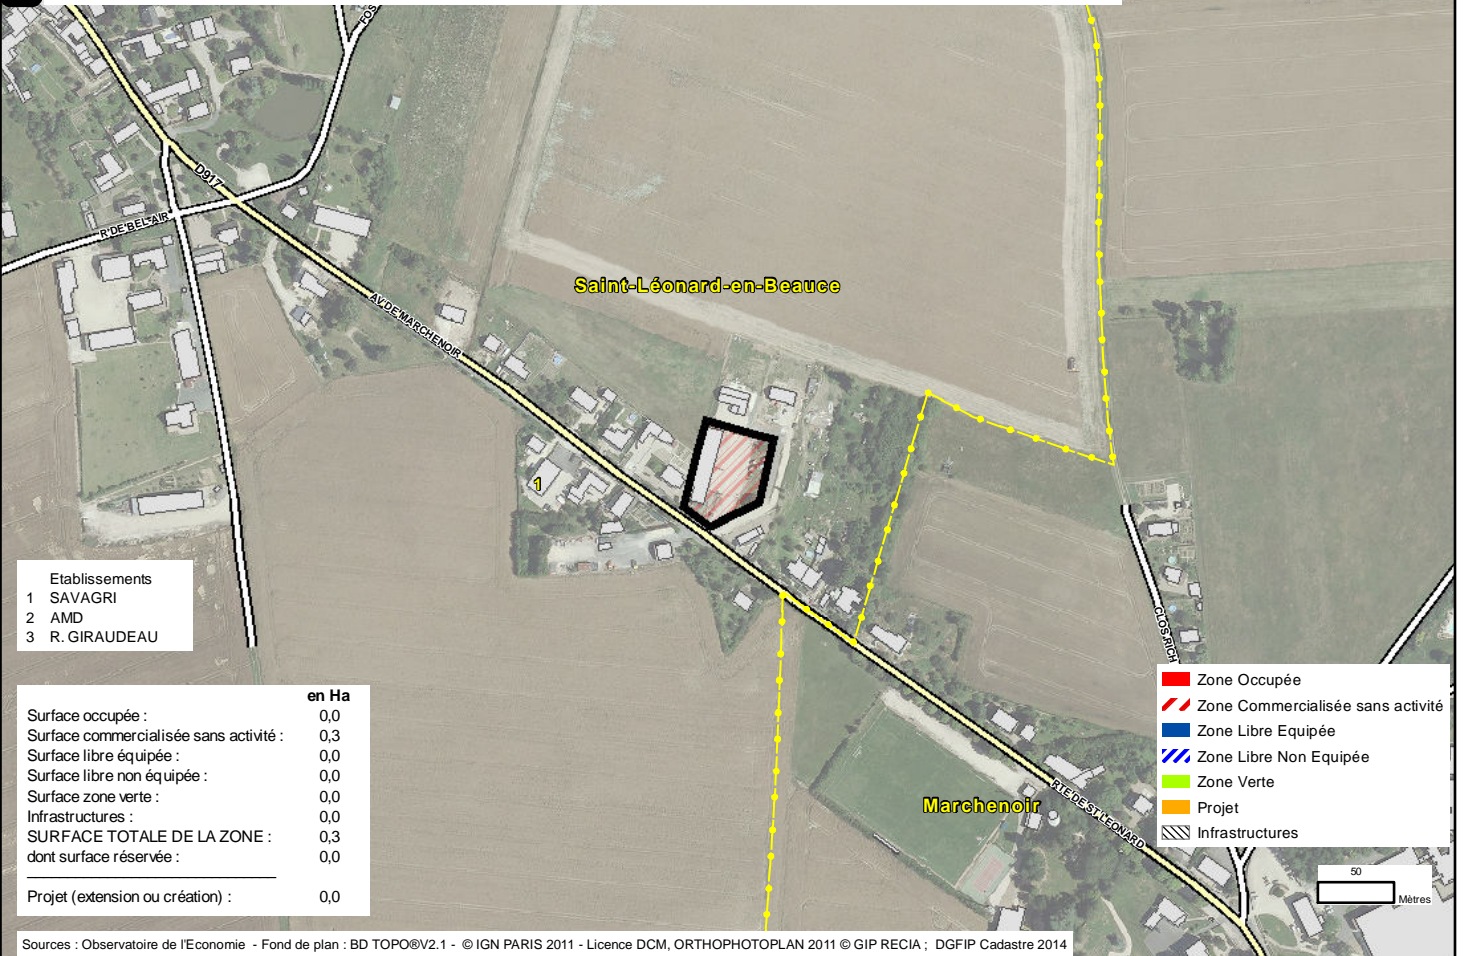 FOS
D917
R DE BEL AIR
AV DE MARCHENOIR
Saint-Léonard-en-Beauce
1
CLOS RICH
Marchenoir
RTE DE ST LEONARD
Etablissements
1 SAVAGRI
2 AMD
3 R. GIRAUDEAU
en Ha
Surface occupée : 0,0
Surface commercialisée sans activité : 0,3
Surface libre équipée : 0,0
Surface libre non équipée : 0,0
Surface zone verte : 0,0
Infrastructures : 0,0
SURFACE TOTALE DE LA ZONE : 0,3
dont surface réservée : 0,0
Projet (extension ou création) : 0,0
Zone Occupée
Zone Commercialisée sans activité
Zone Libre Equipée
Zone Libre Non Equipée
Zone Verte
Projet
Infrastructures
50
Mètres
Sources : Observatoire de l'Economie - Fond de plan : BD TOPO®V2.1 - © IGN PARIS 2011 - Licence DCM, ORTHOPHOTOPLAN 2011 © GIP RECIA ; DGFIP Cadastre 2014